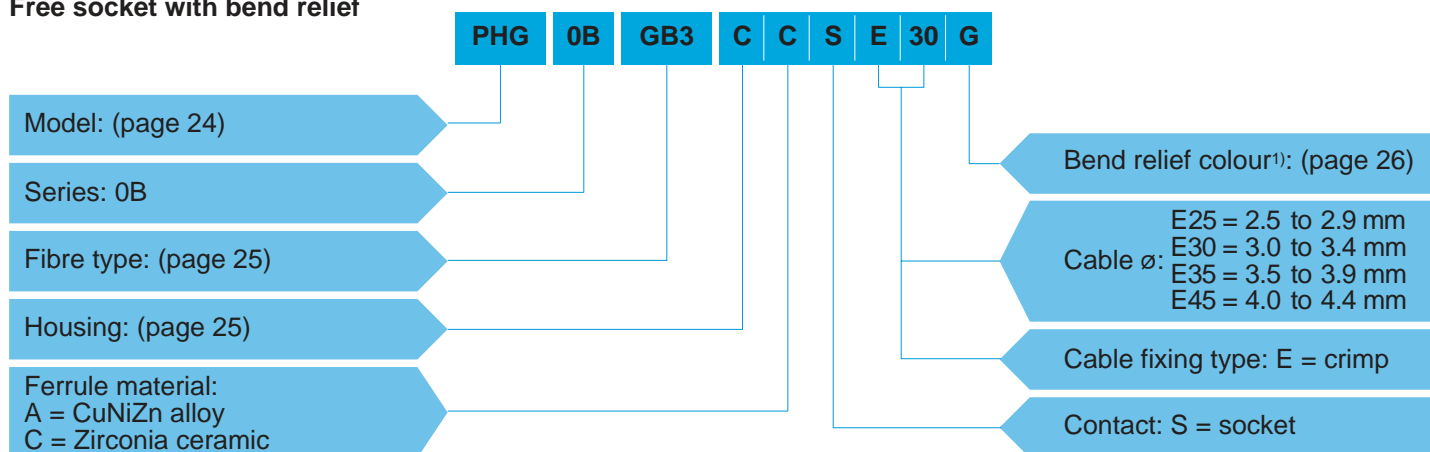 Free socket with bend relief
PHG 0B GB3 C C S E 30 G
Model: (page 24)
Series: 0B
Fibre type: (page 25)
Housing: (page 25)
Ferrule material:
A = CuNiZn alloy
C = Zirconia ceramic
Bend relief colour1): (page 26)
Cable ø:
E25 = 2.5 to 2.9 mm
E30 = 3.0 to 3.4 mm
E35 = 3.5 to 3.9 mm
E45 = 4.0 to 4.4 mm
Cable fixing type: E = crimp
Contact: S = socket